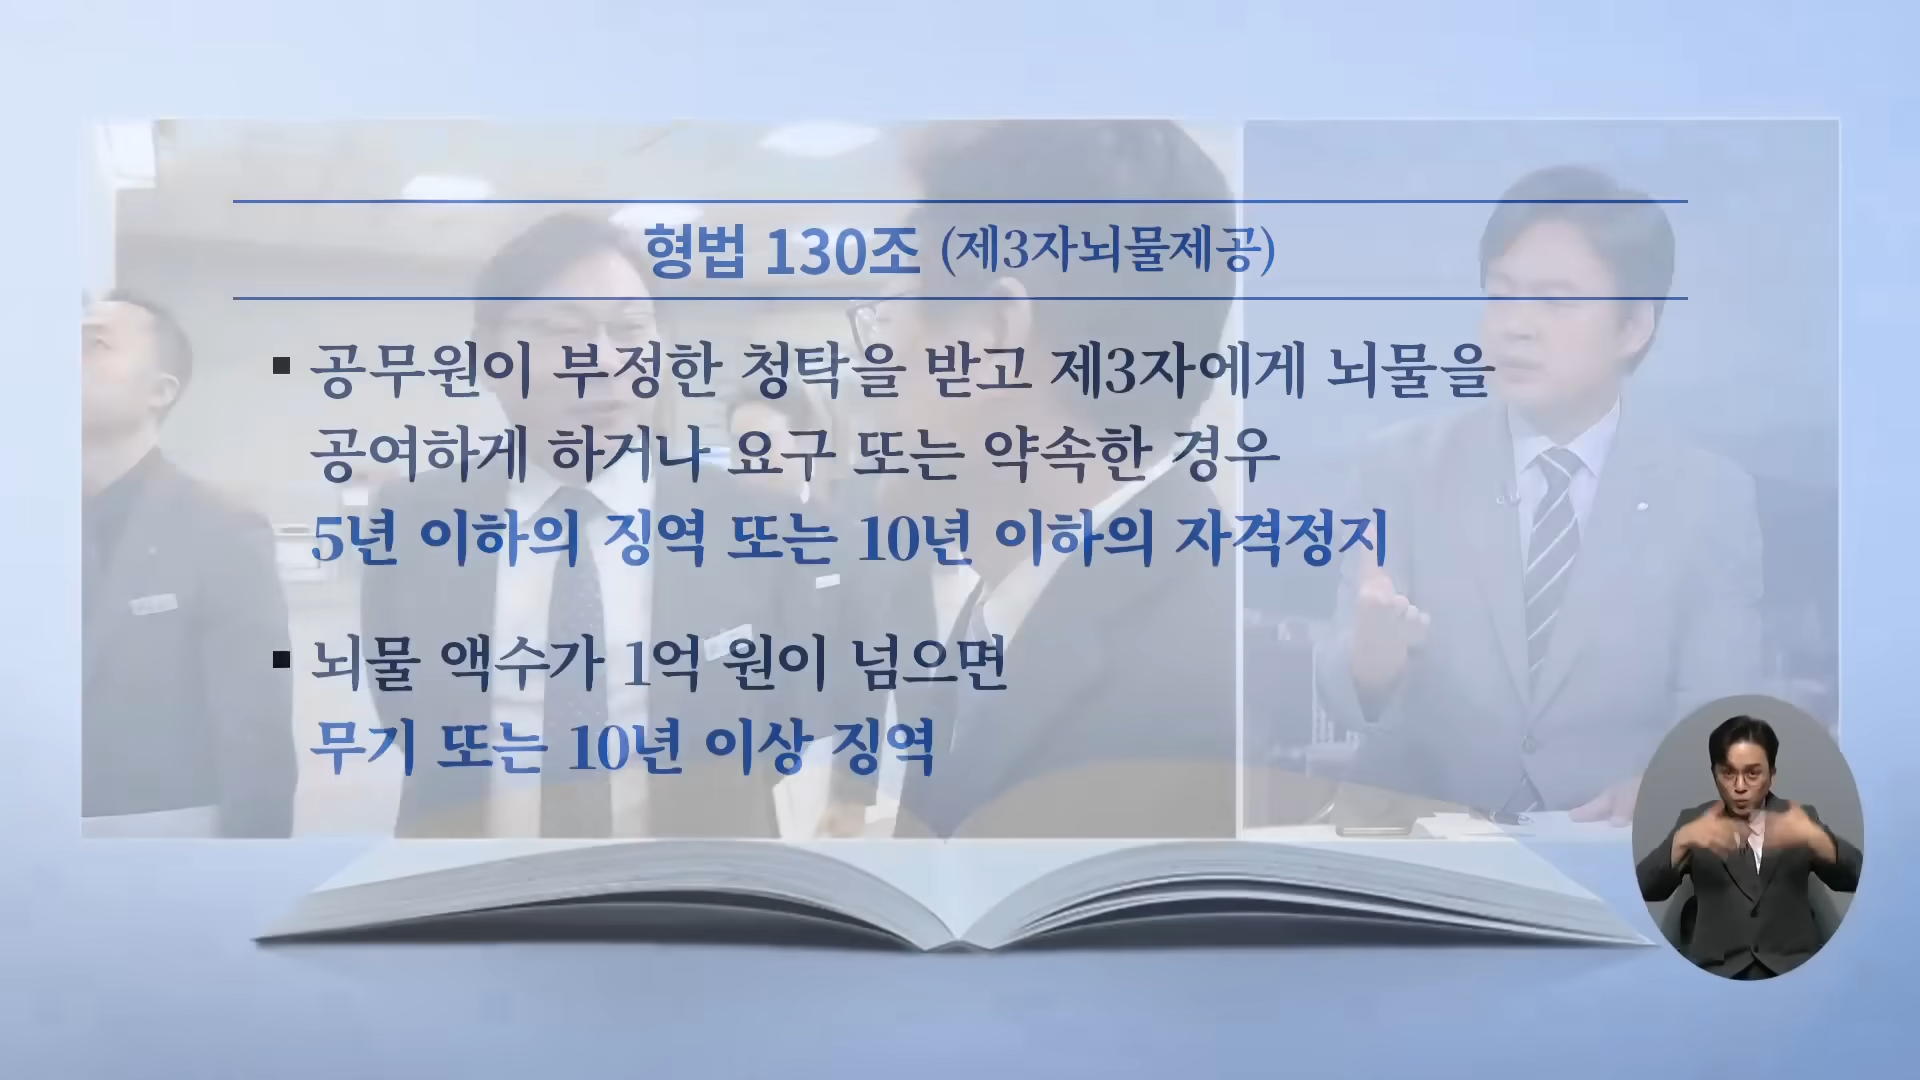 형법 130조 (제3자뇌물제공)
▪ 공무원이 부정한 청탁을 받고 제3자에게 뇌물을
공여하게 하거나 요구 또는 약속한 경우
5년 이하의 징역 또는 10년 이하의 자격정지
▪ 뇌물 액수가 1억 원이 넘으면
무기 또는 10년 이상 징역